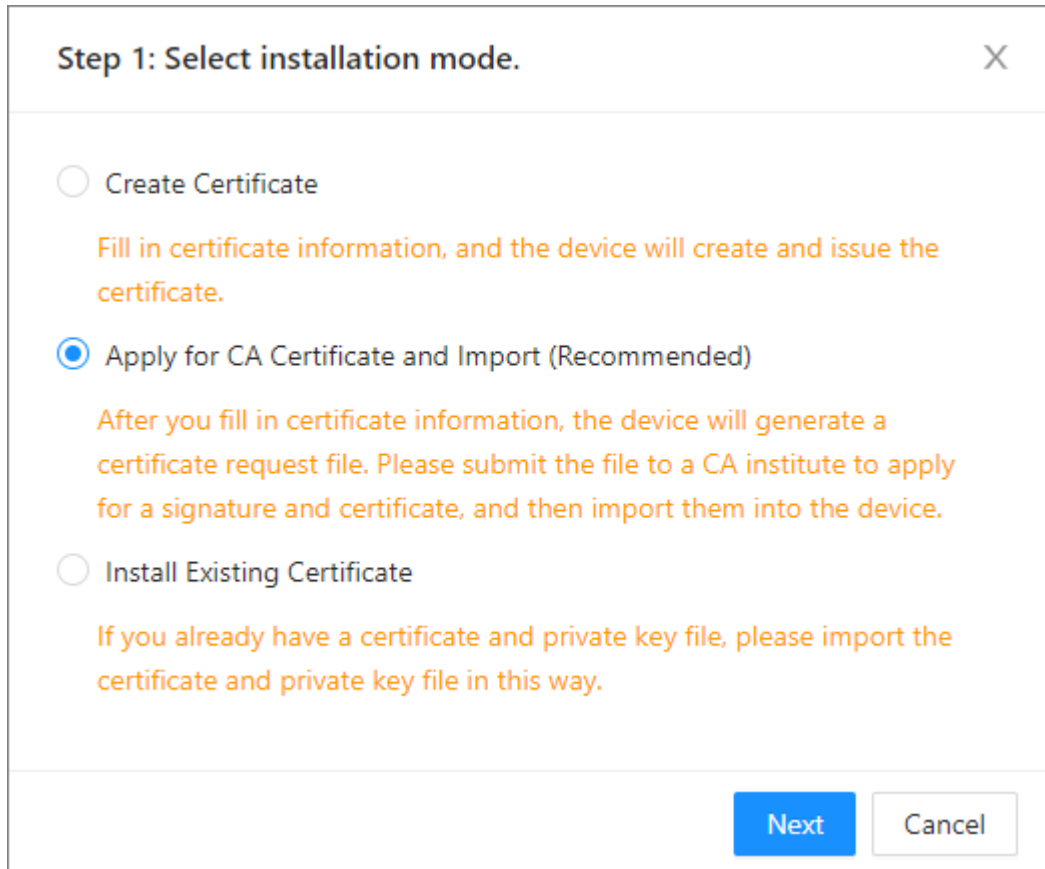 Step 1: Select installation mode.
Create Certificate
Fill in certificate information, and the device will create and issue the
certificate.
Apply for CA Certificate and Import (Recommended)
After you fill in certificate information, the device will generate a
certificate request file. Please submit the file to a CA institute to apply
for a signature and certificate, and then import them into the device.
Install Existing Certificate
If you already have a certificate and private key file, please import the
certificate and private key file in this way.
Next Cancel